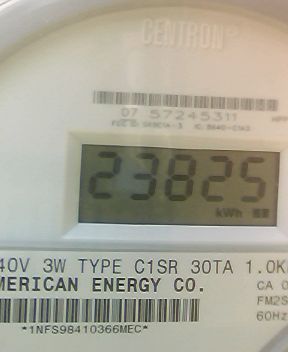 CENTRON®
07 57245311
23825
kWh
40V 3W TYPE C1SR 30TA 1.0K
MERICAN ENERGY CO.
CA 0
FM2S
60Hz
*1NFS98410366MEC*